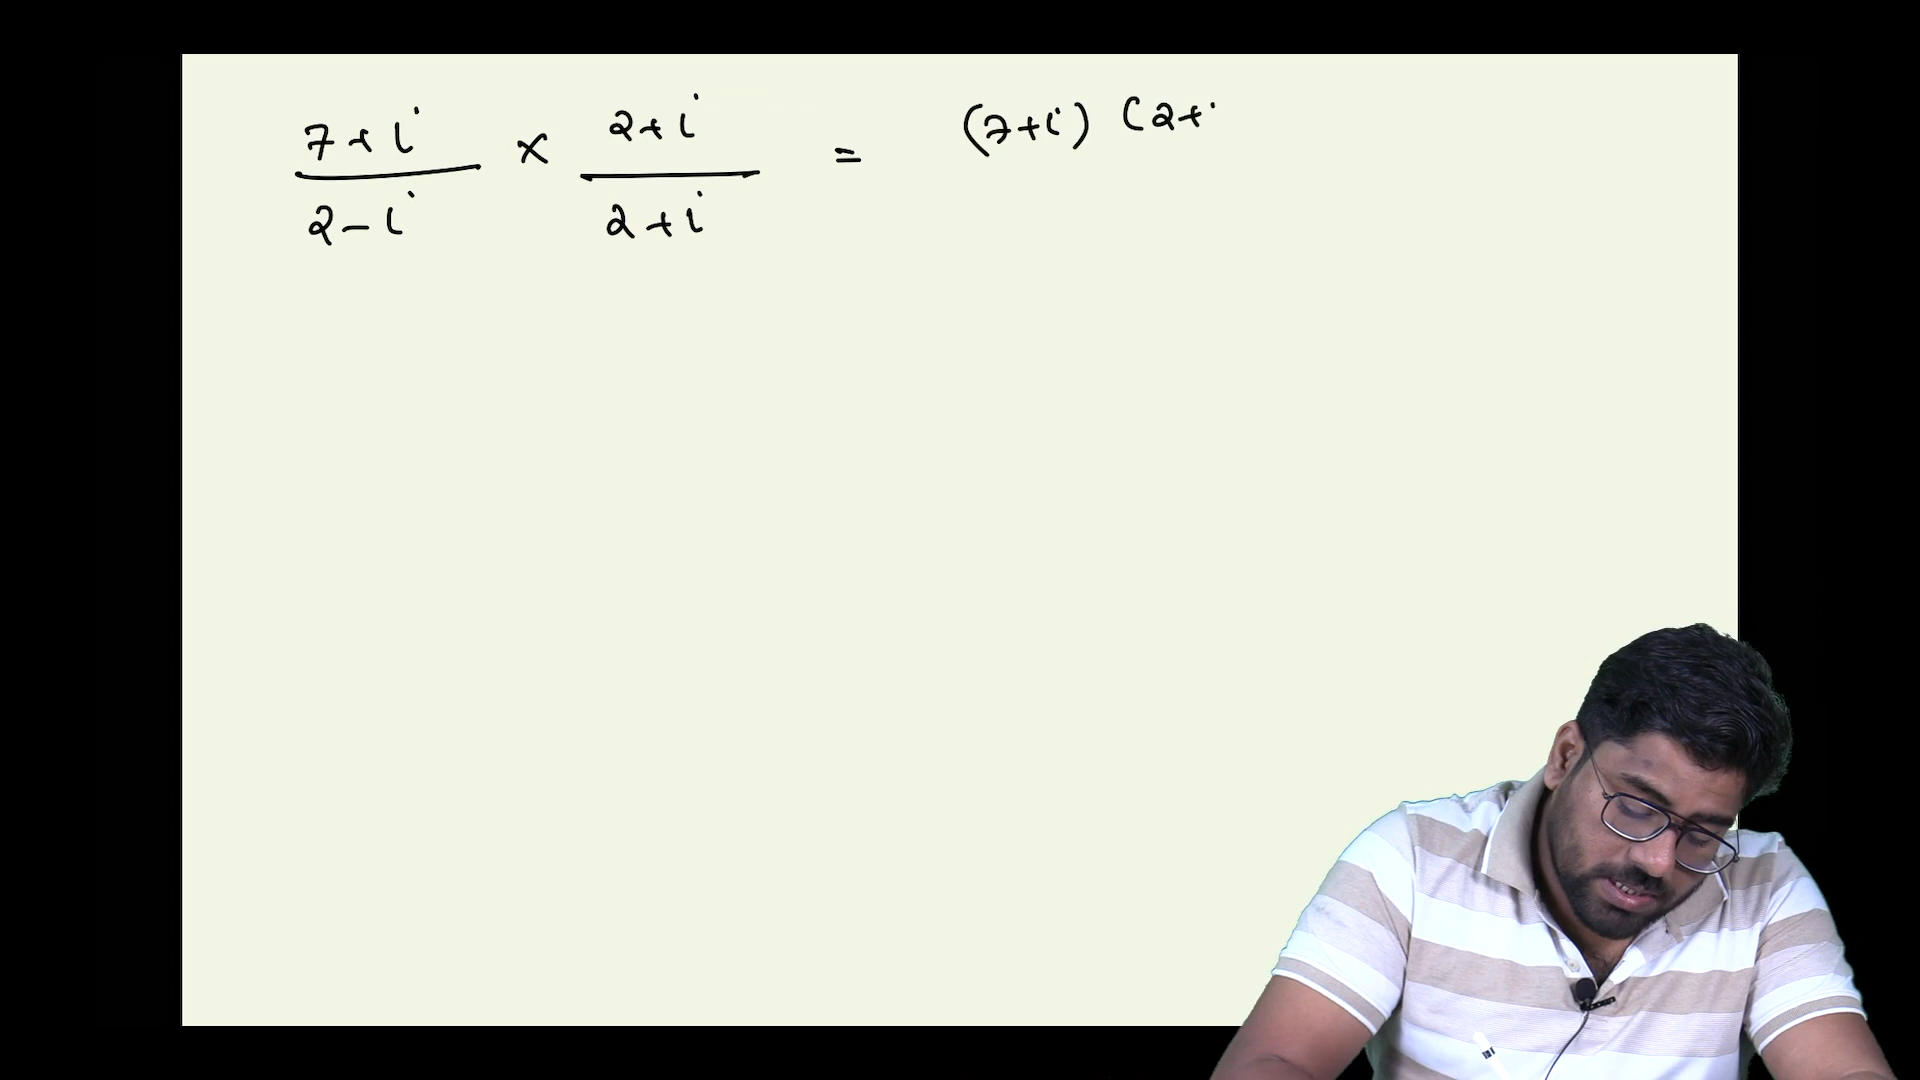 7+i / 2-i × 2+i / 2+i = (7+i) (2+